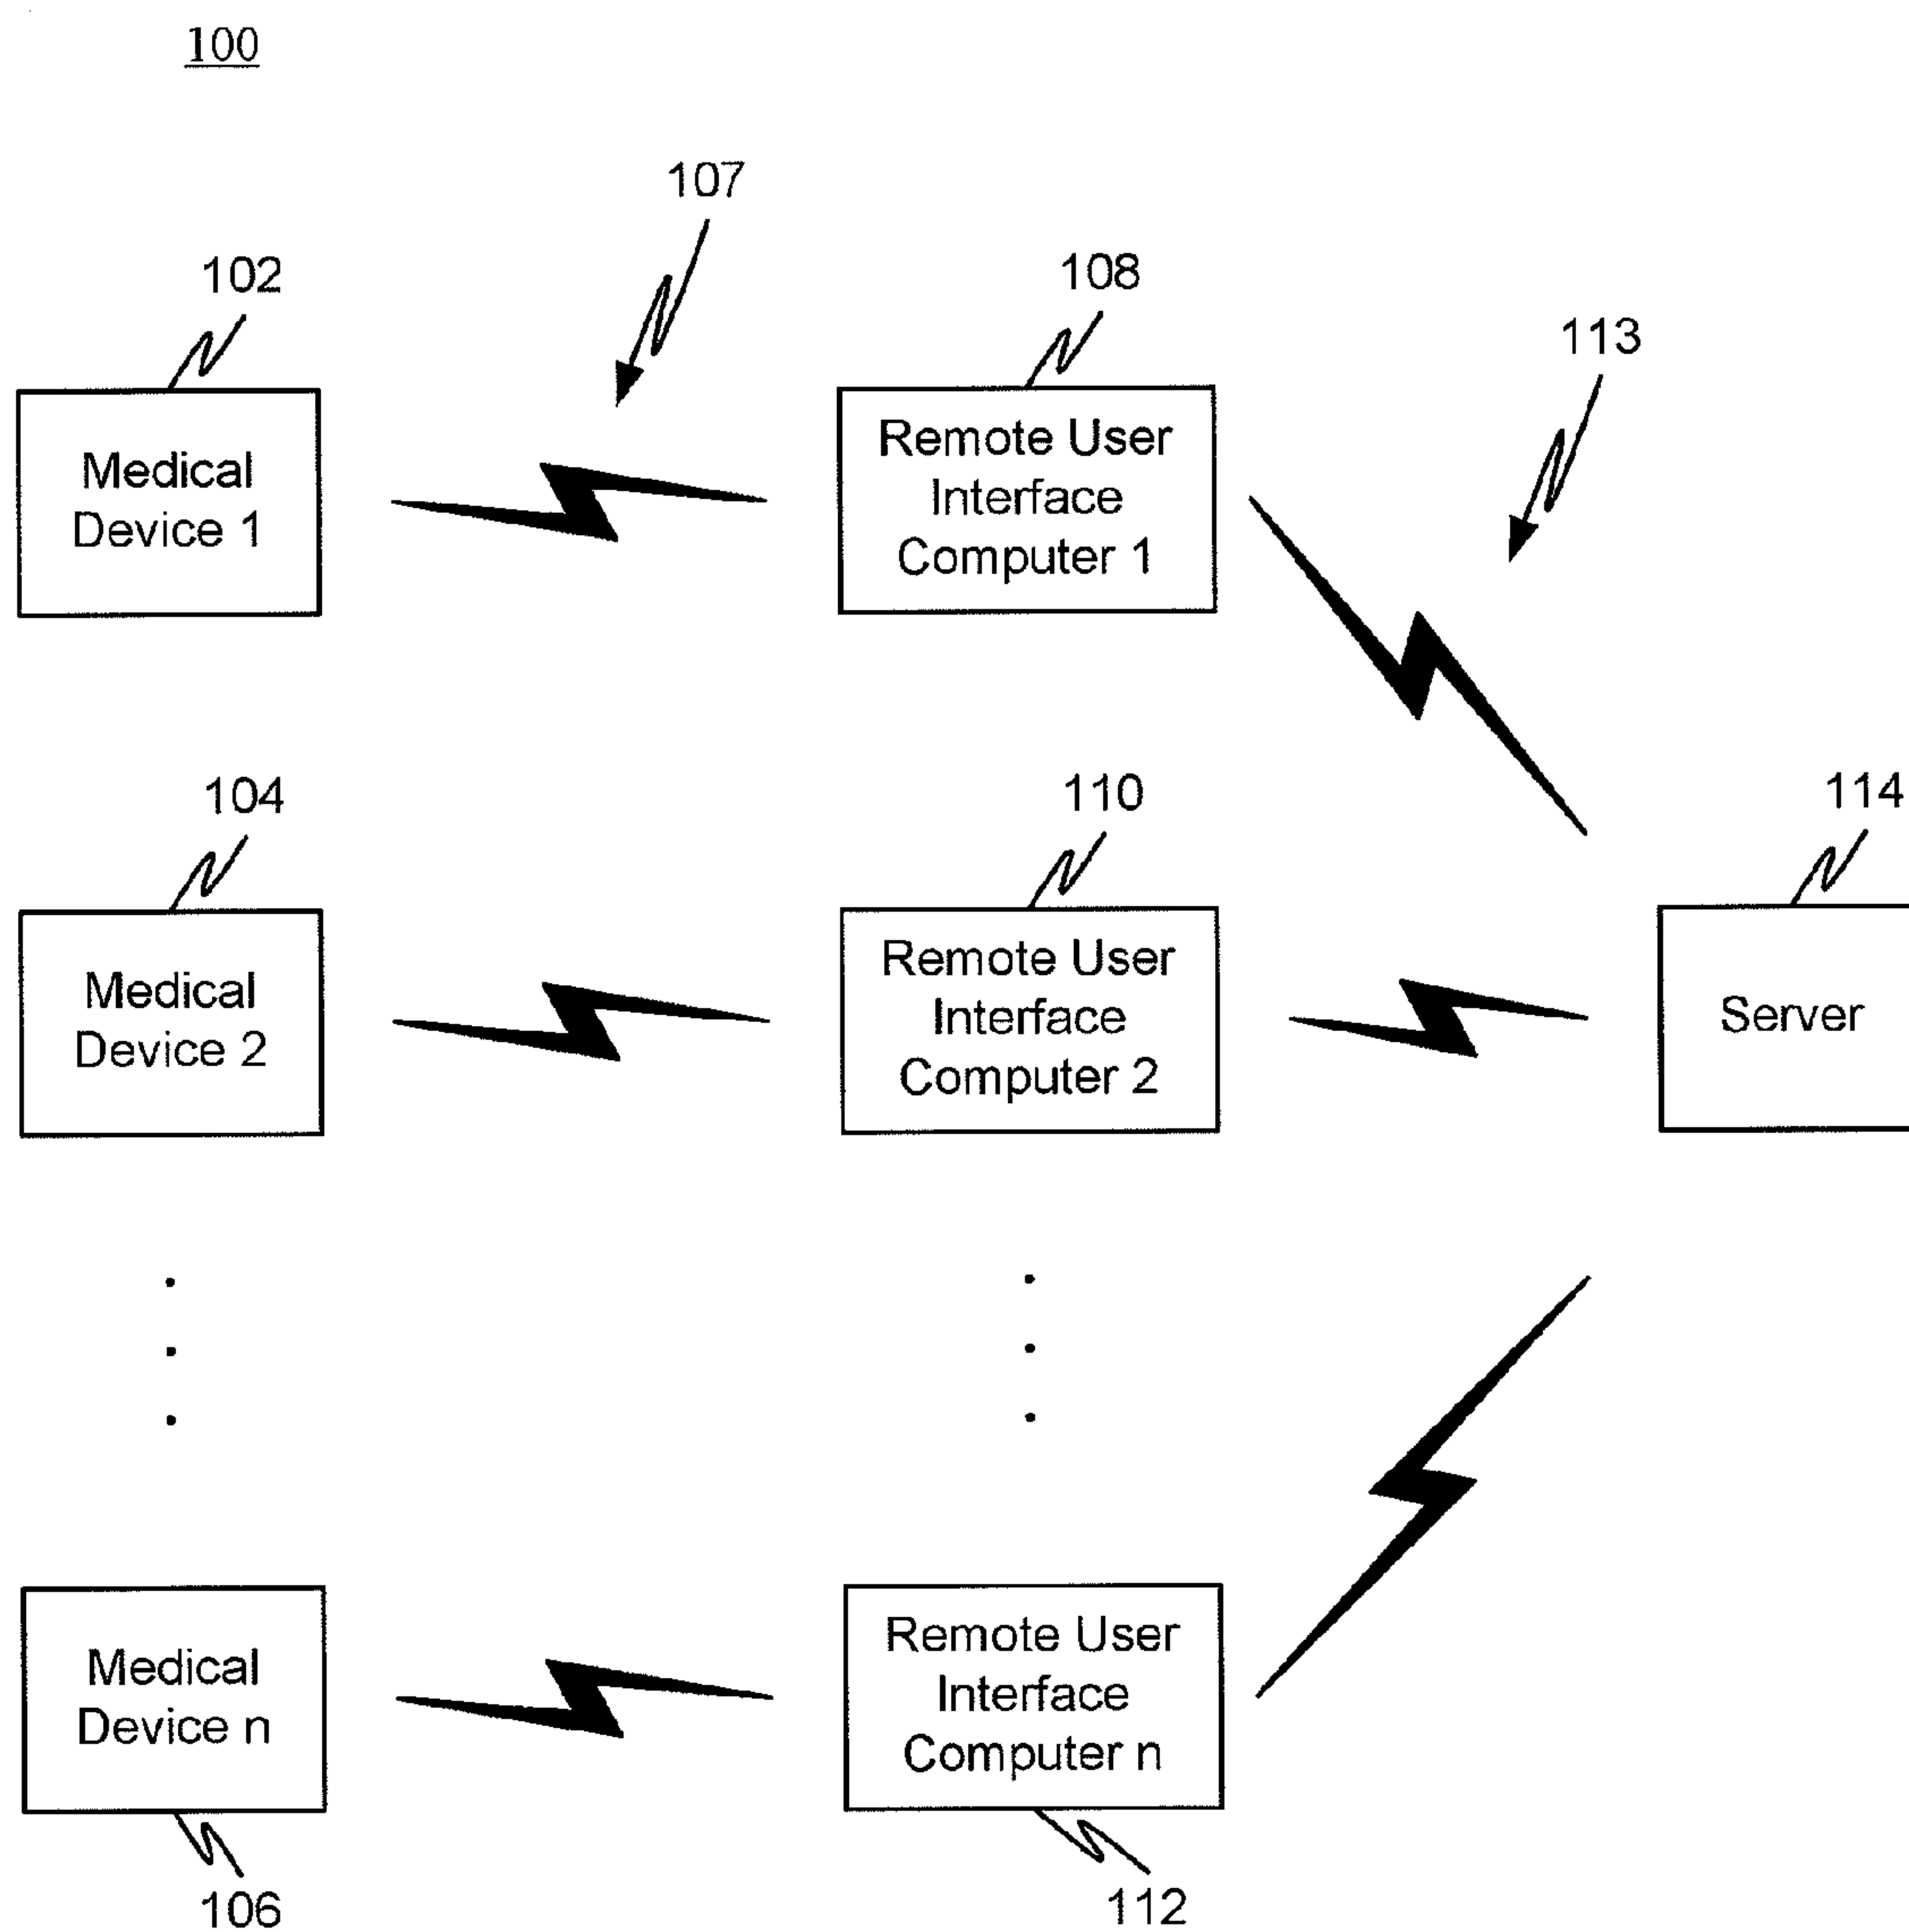 100
107
102
108
113
Medical
Device 1
Remote User
Interface
Computer 1
104
110
114
Medical
Device 2
Remote User
Interface
Computer 2
Server
Medical
Device n
Remote User
Interface
Computer n
106
112